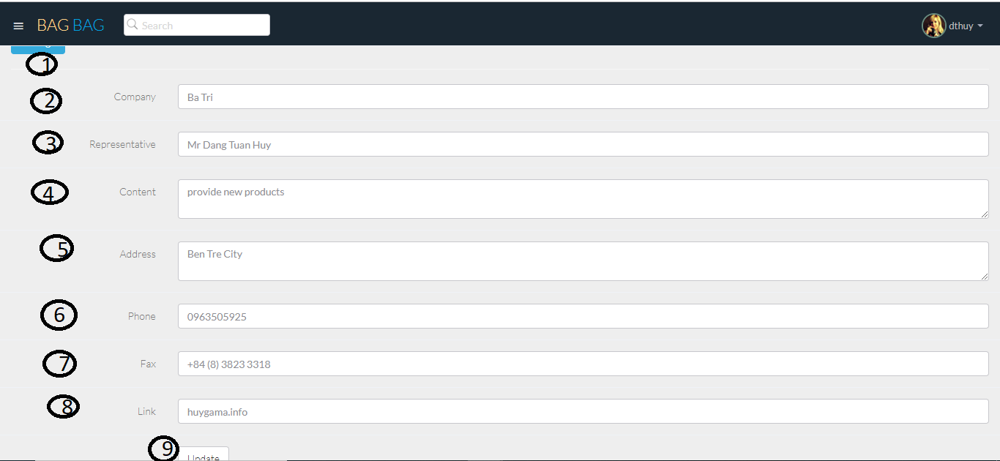 BAG BAG Search dthuy
1
2 Company Ba Tri
3 Representative Mr Dang Tuan Huy
4 Content provide new products
5 Address Ben Tre City
6 Phone 0963505925
7 Fax +84 (8) 3823 3318
8 Link huygama.info
9 Update